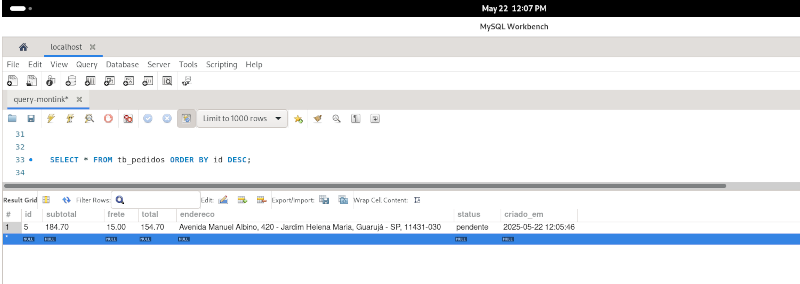 May 22 12:07 PM
MySQL Workbench
localhost
File Edit View Query Database Server Tools Scripting Help
query-montink*
Limit to 1000 rows
31
32
33 SELECT * FROM tb_pedidos ORDER BY id DESC;
34
Result Grid Filter Rows: Edit: Export/Import: Wrap Cell Content:
# id subtotal frete total endereco status criado_em
1 5 184.70 15.00 154.70 Avenida Manuel Albino, 420 - Jardim Helena Maria, Guarujá - SP, 11431-030 pendente 2025-05-22 12:05:46
* NULL NULL NULL NULL NULL NULL NULL